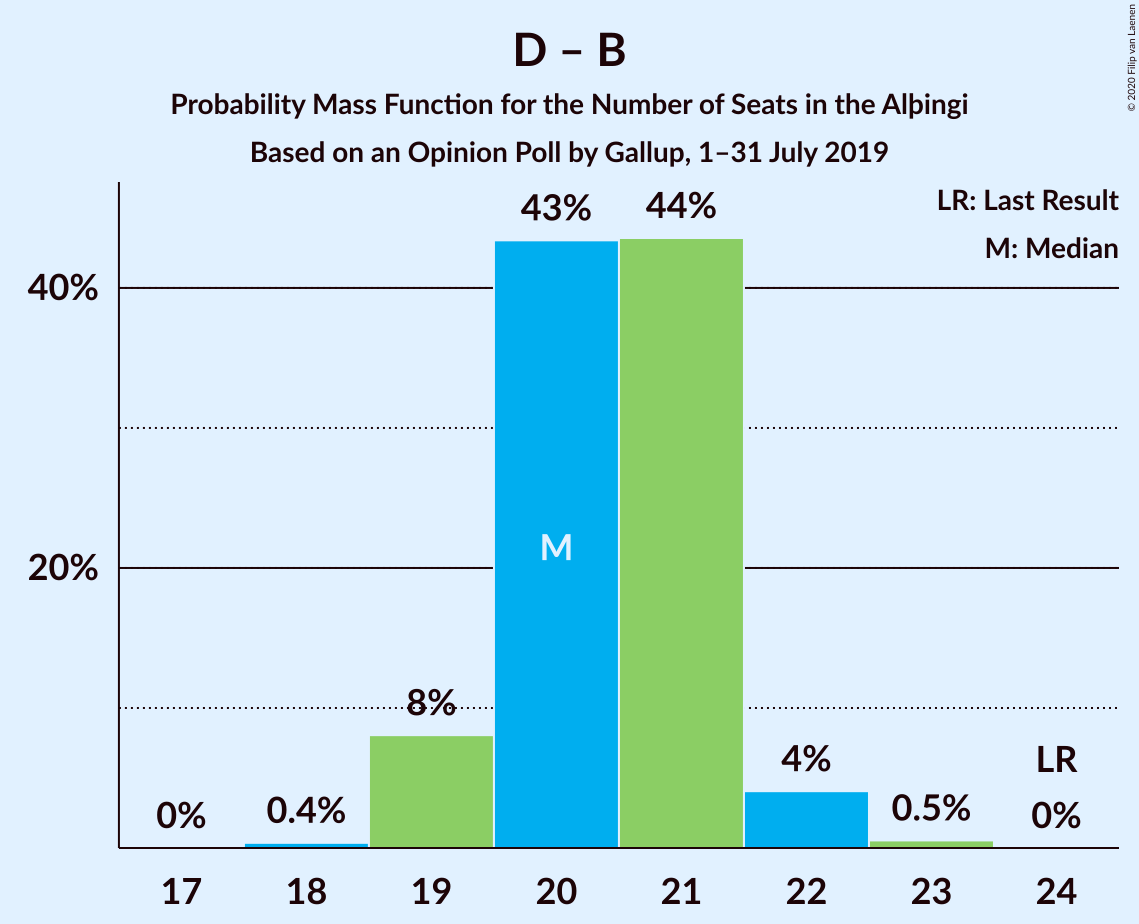 D – B
Probability Mass Function for the Number of Seats in the Alþingi
Based on an Opinion Poll by Gallup, 1–31 July 2019
© 2020 Filip van Laenen
LR: Last Result
M: Median
43%
44%
40%
M
20%
8%
4%
LR
0%
0.4%
0.5%
0%
17
18
19
20
21
22
23
24